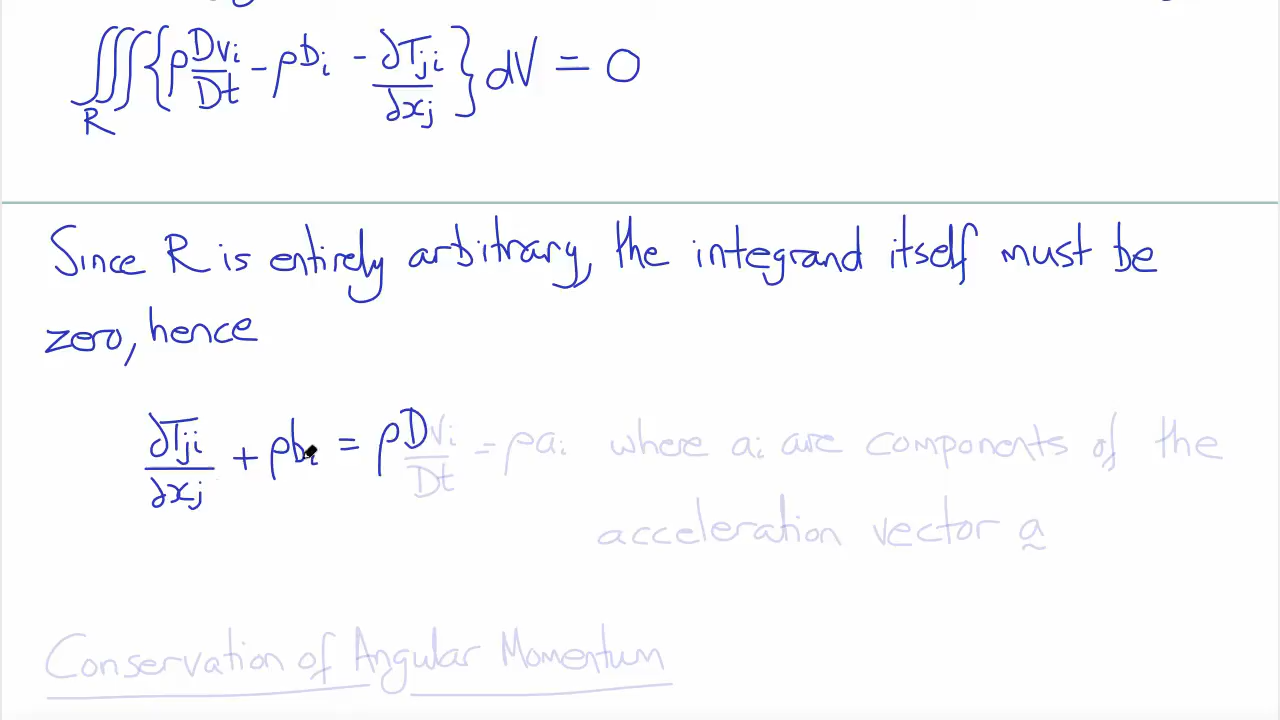 ∭_R {ρ Dv_i/Dt - ρb_i - ∂T_ji/∂x_j} dV = 0
Since R is entirely arbitrary, the integrand itself must be
zero, hence
∂T_ji/∂x_j + ρb_i = ρ Dv_i/Dt = ρa_i where a_i are components of the
acceleration vector a̰
Conservation of Angular Momentum